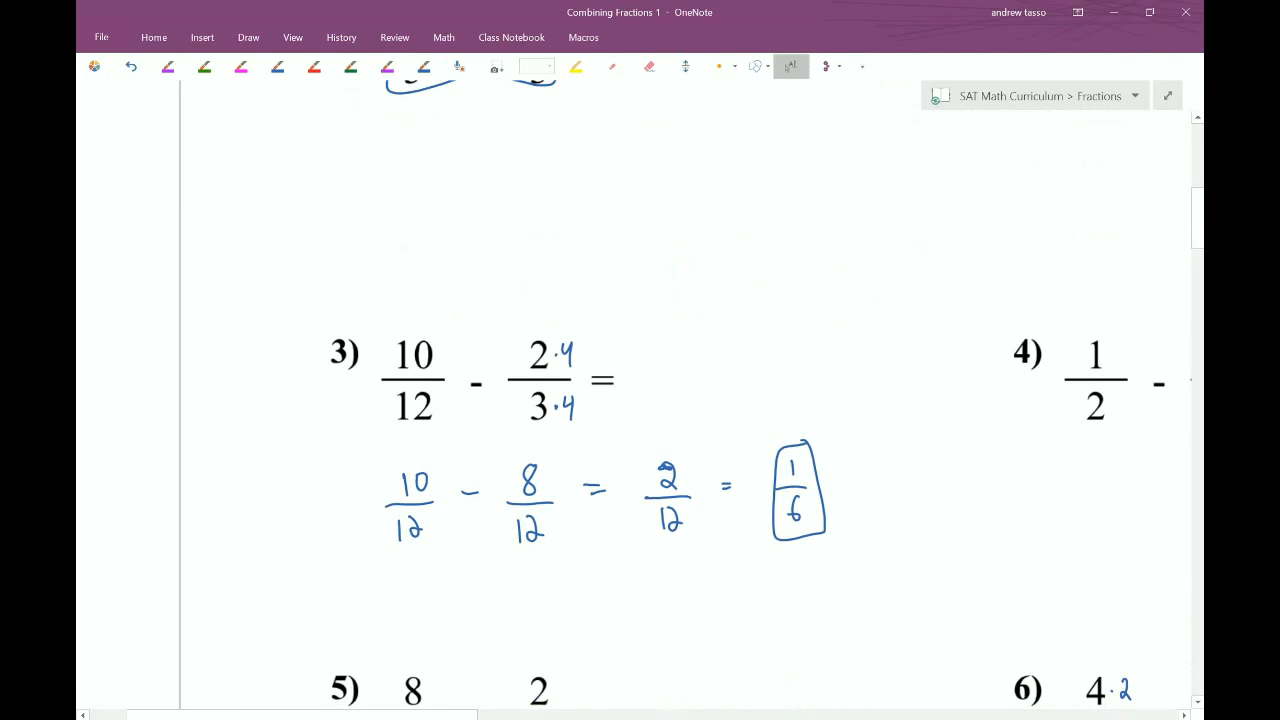 Combining Fractions 1 - OneNote
andrew tasso
File Home Insert Draw View History Review Math Class Notebook Macros
SAT Math Curriculum > Fractions
3) 10/12 - 2·4/3·4 =
4) 1/2 -
10/12 - 8/12 = 2/12 = 1/6
5) 8 2
6) 4·2